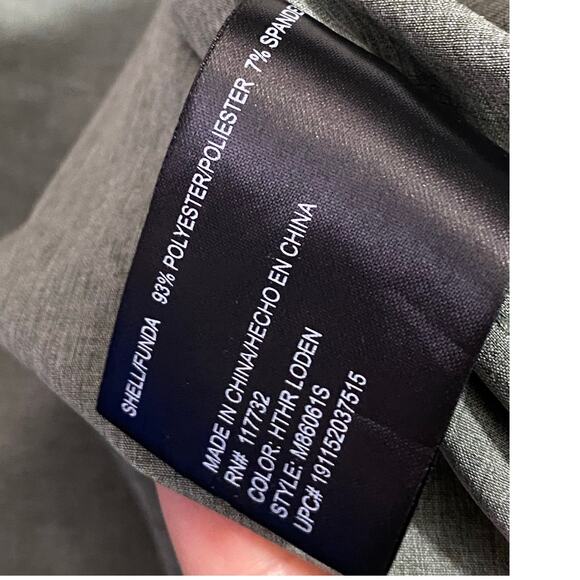 SHELL/FUNDA 93% POLYESTER/POLIESTER 7%
MADE IN CHINA/HECHO EN CHINA
RN# 117732
COLOR: HTHR LODEN
STYLE: M86061S
UPC# 191152037515